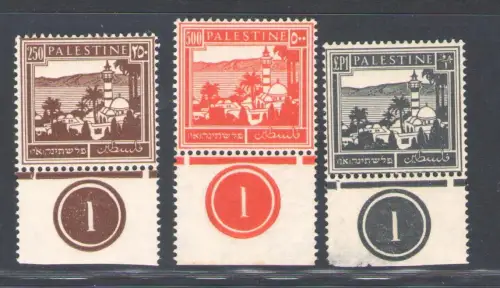 250 PALESTINE ٢٥٠
فلسطين פלשתינה (א״י)
1
500 PALESTINE ٥٠٠
فلسطين פלשתינה (א״י)
1
£P1 PALESTINE
فلسطين פלשתינה (א״י)
1